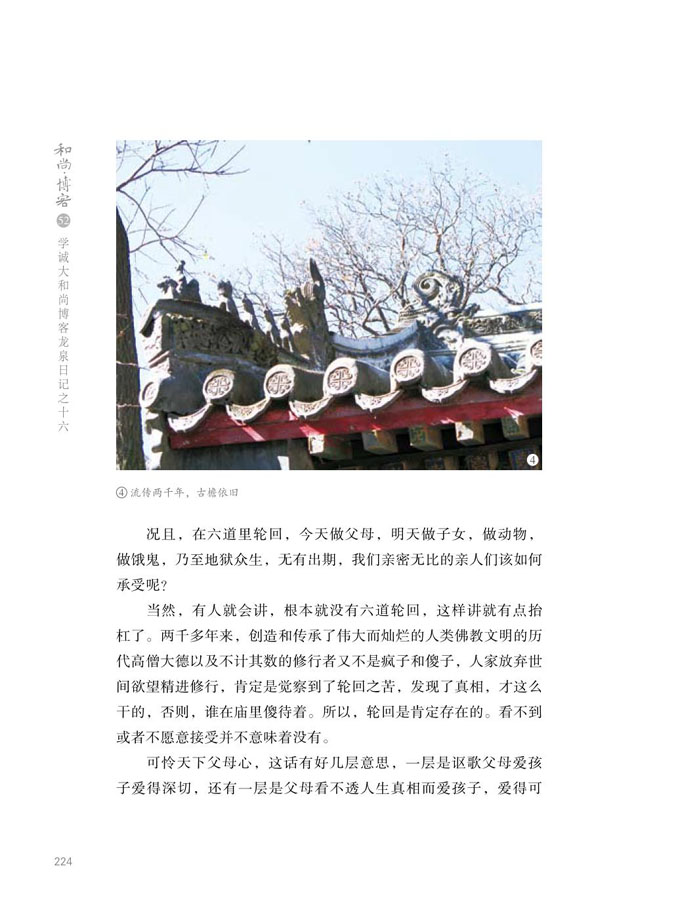 和尚·博客
52
学诚大和尚博客龙泉日记之十六
④
④流传两千年，古檐依旧
况且，在六道里轮回，今天做父母，明天做子女，做动物，
做饿鬼，乃至地狱众生，无有出期，我们亲密无比的亲人们该如何
承受呢？
当然，有人就会讲，根本就没有六道轮回，这样讲就有点抬
杠了。两千多年来，创造和传承了伟大而灿烂的人类佛教文明的历
代高僧大德以及不计其数的修行者又不是疯子和傻子，人家放弃世
间欲望精进修行，肯定是觉察到了轮回之苦，发现了真相，才这么
干的，否则，谁在庙里傻待着。所以，轮回是肯定存在的。看不到
或者不愿意接受并不意味着没有。
可怜天下父母心，这话有好几层意思，一层是讴歌父母爱孩
子爱得深切，还有一层是父母看不透人生真相而爱孩子，爱得可
224